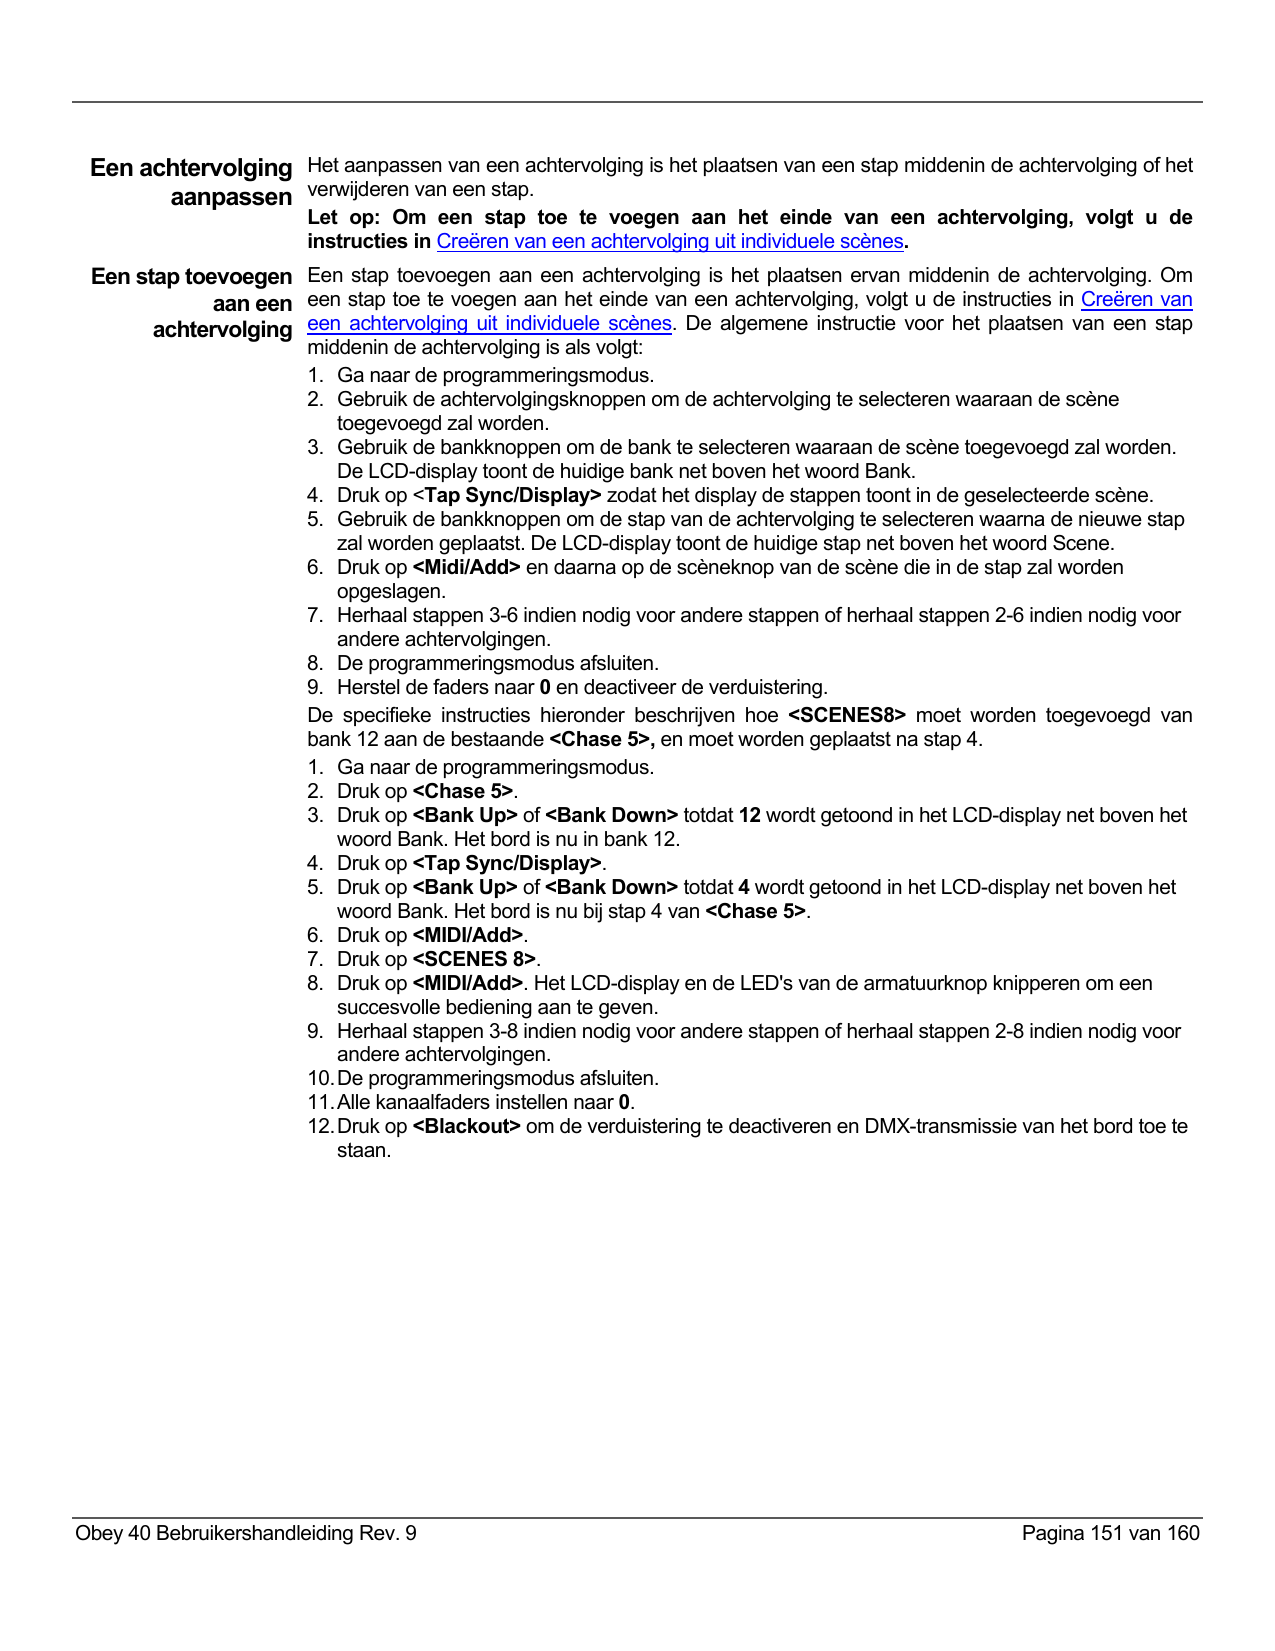 Een achtervolging
aanpassen
Het aanpassen van een achtervolging is het plaatsen van een stap middenin de achtervolging of het
verwijderen van een stap.
Let op: Om een stap toe te voegen aan het einde van een achtervolging, volgt u de
instructies in Creëren van een achtervolging uit individuele scènes.
Een stap toevoegen
aan een
achtervolging
Een stap toevoegen aan een achtervolging is het plaatsen ervan middenin de achtervolging. Om
een stap toe te voegen aan het einde van een achtervolging, volgt u de instructies in Creëren van
een achtervolging uit individuele scènes. De algemene instructie voor het plaatsen van een stap
middenin de achtervolging is als volgt:
1. Ga naar de programmeringsmodus.
2. Gebruik de achtervolgingsknoppen om de achtervolging te selecteren waaraan de scène
toegevoegd zal worden.
3. Gebruik de bankknoppen om de bank te selecteren waaraan de scène toegevoegd zal worden.
De LCD-display toont de huidige bank net boven het woord Bank.
4. Druk op <Tap Sync/Display> zodat het display de stappen toont in de geselecteerde scène.
5. Gebruik de bankknoppen om de stap van de achtervolging te selecteren waarna de nieuwe stap
zal worden geplaatst. De LCD-display toont de huidige stap net boven het woord Scene.
6. Druk op <Midi/Add> en daarna op de scèneknop van de scène die in de stap zal worden
opgeslagen.
7. Herhaal stappen 3-6 indien nodig voor andere stappen of herhaal stappen 2-6 indien nodig voor
andere achtervolgingen.
8. De programmeringsmodus afsluiten.
9. Herstel de faders naar 0 en deactiveer de verduistering.
De specifieke instructies hieronder beschrijven hoe <SCENES8> moet worden toegevoegd van
bank 12 aan de bestaande <Chase 5>, en moet worden geplaatst na stap 4.
1. Ga naar de programmeringsmodus.
2. Druk op <Chase 5>.
3. Druk op <Bank Up> of <Bank Down> totdat 12 wordt getoond in het LCD-display net boven het
woord Bank. Het bord is nu in bank 12.
4. Druk op <Tap Sync/Display>.
5. Druk op <Bank Up> of <Bank Down> totdat 4 wordt getoond in het LCD-display net boven het
woord Bank. Het bord is nu bij stap 4 van <Chase 5>.
6. Druk op <MIDI/Add>.
7. Druk op <SCENES 8>.
8. Druk op <MIDI/Add>. Het LCD-display en de LED's van de armatuurknop knipperen om een
succesvolle bediening aan te geven.
9. Herhaal stappen 3-8 indien nodig voor andere stappen of herhaal stappen 2-8 indien nodig voor
andere achtervolgingen.
10. De programmeringsmodus afsluiten.
11. Alle kanaalfaders instellen naar 0.
12. Druk op <Blackout> om de verduistering te deactiveren en DMX-transmissie van het bord toe te
staan.
Obey 40 Bebruikershandleiding Rev. 9
Pagina 151 van 160